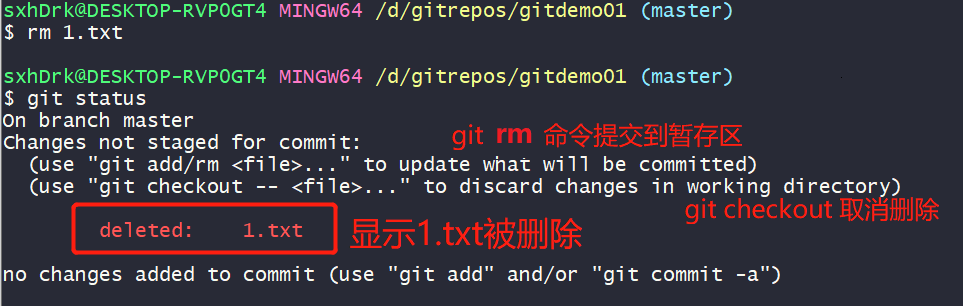 sxhDrk@DESKTOP-RVP0GT4 MINGW64 /d/gitrepos/gitdemo01 (master)
$ rm 1.txt
sxhDrk@DESKTOP-RVP0GT4 MINGW64 /d/gitrepos/gitdemo01 (master)
$ git status
On branch master
Changes not staged for commit:
git rm 命令提交到暂存区
(use "git add/rm <file>..." to update what will be committed)
(use "git checkout -- <file>..." to discard changes in working directory)
git checkout 取消删除
deleted: 1.txt 显示1.txt被删除
no changes added to commit (use "git add" and/or "git commit -a")